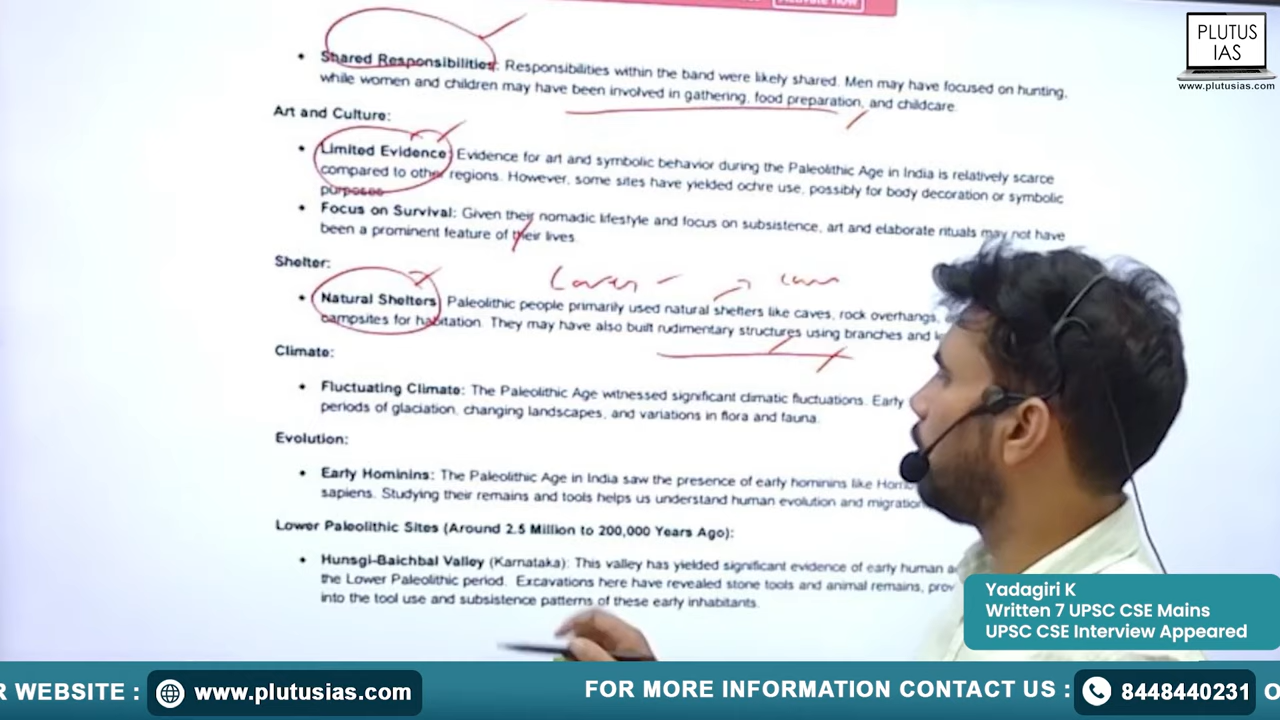 PLUTUS
IAS
www.plutusias.com
• Shared Responsibilities: Responsibilities within the band were likely shared. Men may have focused on hunting,
while women and children may have been involved in gathering, food preparation, and childcare.
Art and Culture:
• Limited Evidence: Evidence for art and symbolic behavior during the Paleolithic Age in India is relatively scarce
compared to other regions. However, some sites have yielded ochre use, possibly for body decoration or symbolic
purposes
• Focus on Survival: Given their nomadic lifestyle and focus on subsistence, art and elaborate rituals may not have
been a prominent feature of their lives.
Shelter:
• Natural Shelters: Paleolithic people primarily used natural shelters like caves, rock overhangs,
campsites for habitation. They may have also built rudimentary structures using branches and
Climate:
• Fluctuating Climate: The Paleolithic Age witnessed significant climatic fluctuations. Early
periods of glaciation, changing landscapes, and variations in flora and fauna.
Evolution:
• Early Hominins: The Paleolithic Age in India saw the presence of early hominins like Hom
sapiens. Studying their remains and tools helps us understand human evolution and migration
Lower Paleolithic Sites (Around 2.5 Million to 200,000 Years Ago):
• Hunsgi-Baichbal Valley (Karnataka): This valley has yielded significant evidence of early human a
the Lower Paleolithic period. Excavations here have revealed stone tools and animal remains, prov
into the tool use and subsistence patterns of these early inhabitants.
Yadagiri K
Written 7 UPSC CSE Mains
UPSC CSE Interview Appeared
R WEBSITE : www.plutusias.com FOR MORE INFORMATION CONTACT US : 8448440231 O